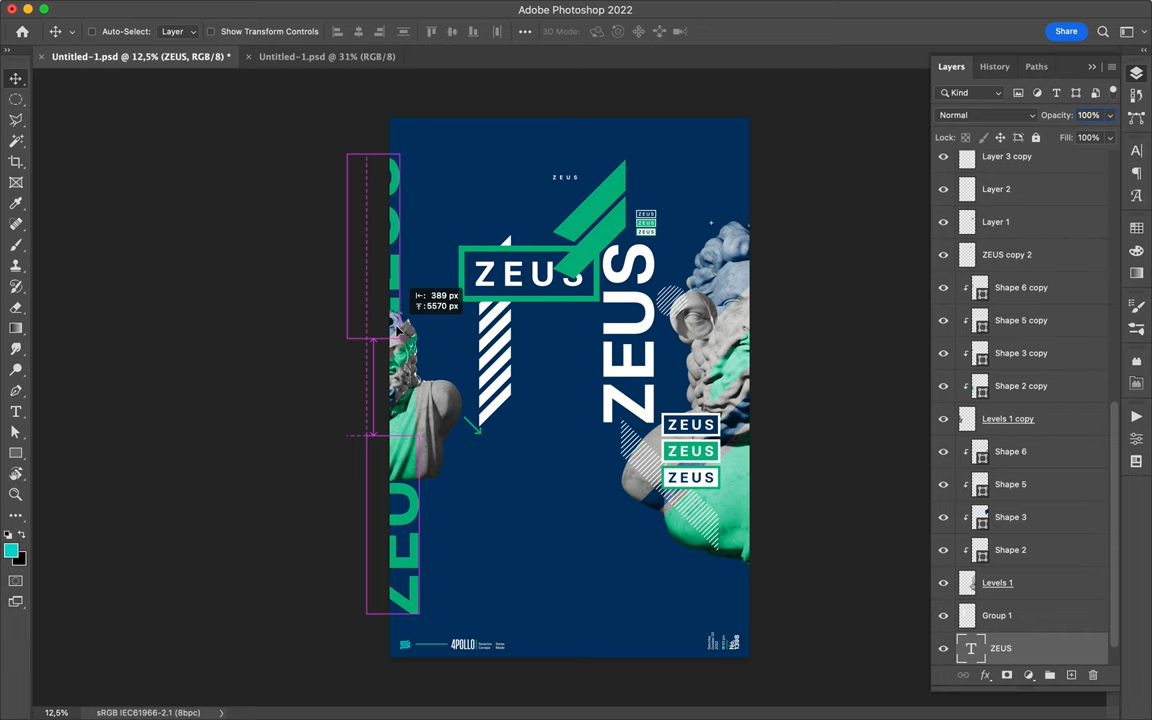 Adobe Photoshop 2022
Auto-Select:
Layer
Show Transform Controls
3D Mode:
Share
Untitled-1.psd @ 12,5% (ZEUS, RGB/8) *
Untitled-1.psd @ 31% (RGB/8)
Layers
History
Paths
Kind
Normal
Opacity: 100%
Lock:
Fill: 100%
Layer 3 copy
Layer 2
Layer 1
ZEUS copy 2
Shape 6 copy
Shape 5 copy
Shape 3 copy
Shape 2 copy
Levels 1 copy
Shape 6
Shape 5
Shape 3
Shape 2
Levels 1
Group 1
ZEUS
ZEUS
ZEUS
ZEUS
ZEUS
ZEUS
ZEUS
389 px
5570 px
ZEUS
ZEUS
ZEUS
ZEUS
ZEUS
4POLLO
No. 1398
12,5%
sRGB IEC61966-2.1 (8bpc)